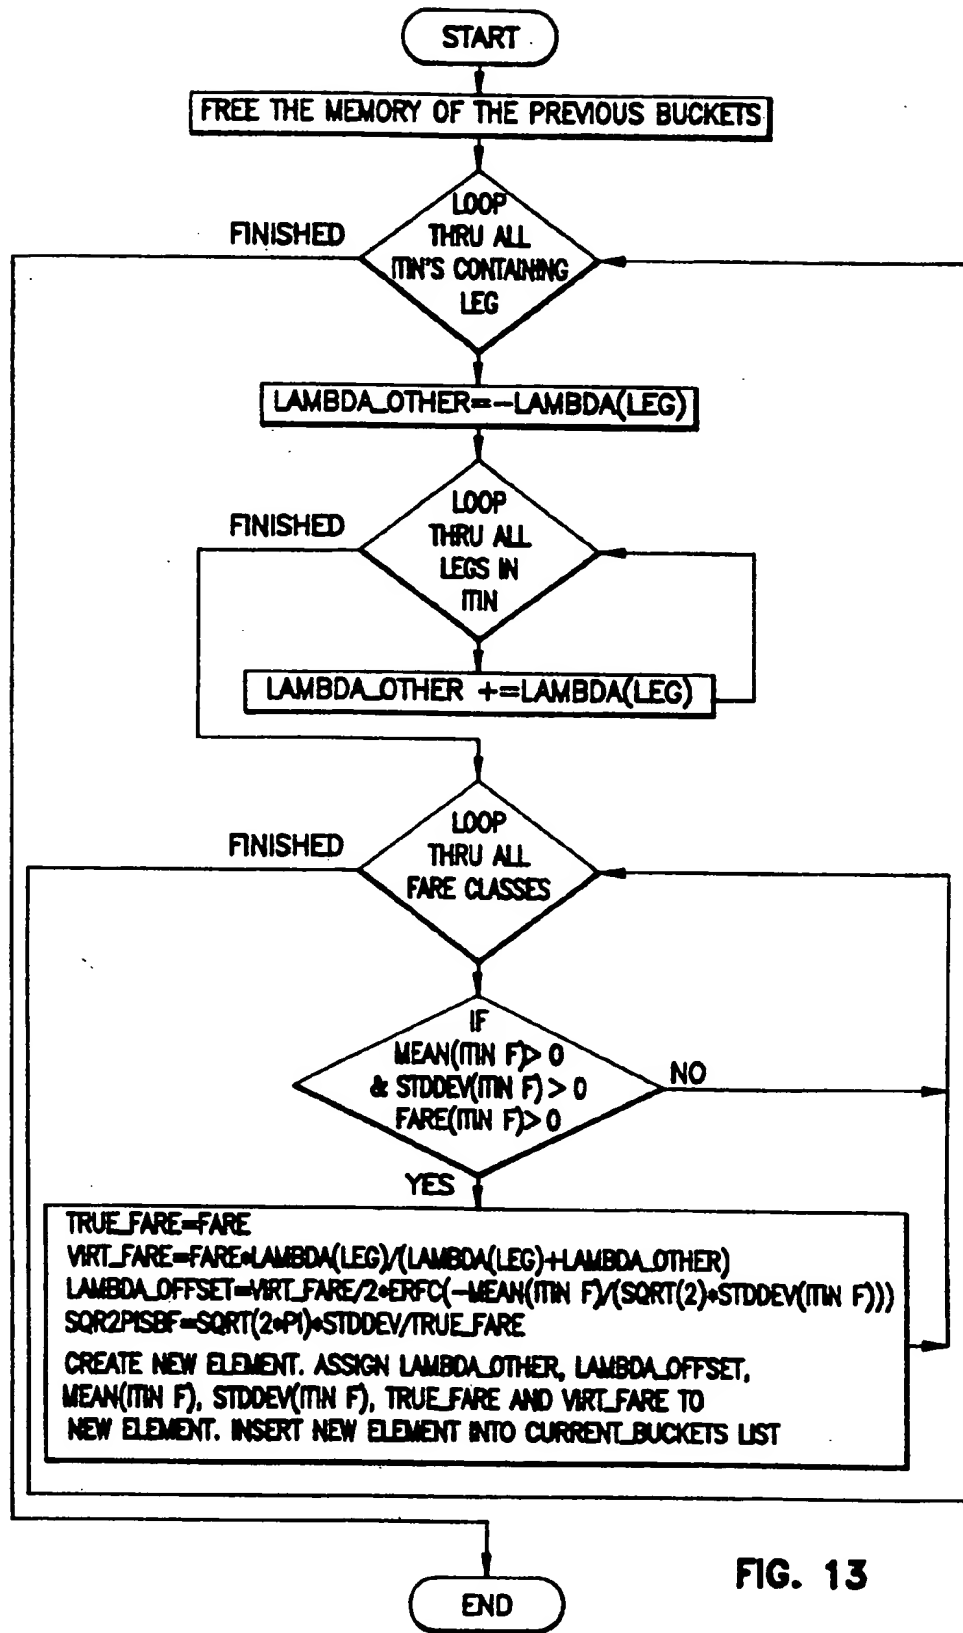 START
FREE THE MEMORY OF THE PREVIOUS BUCKETS
LOOP
THRU ALL
ITIN'S CONTAINING
LEG
FINISHED
LAMBDA_OTHER=-LAMBDA(LEG)
LOOP
THRU ALL
LEGS IN
ITIN
FINISHED
LAMBDA_OTHER +=LAMBDA(LEG)
LOOP
THRU ALL
FARE CLASSES
FINISHED
IF
MEAN(ITIN F)> 0
& STDDEV(ITIN F) > 0
FARE(ITIN F)>0
NO
YES
TRUE_FARE=FARE
VIRT_FARE=FARE*LAMBDA(LEG)/(LAMBDA(LEG)+LAMBDA_OTHER)
LAMBDA_OFFSET=VIRT_FARE/2*ERFC(-MEAN(ITIN F)/(SQRT(2)*STDDEV(ITIN F)))
SQR2PISBF=SQRT(2*PI)*STDDEV/TRUE_FARE
CREATE NEW ELEMENT. ASSIGN LAMBDA_OTHER, LAMBDA_OFFSET,
MEAN(ITIN F), STDDEV(ITIN F), TRUE_FARE AND VIRT_FARE TO
NEW ELEMENT. INSERT NEW ELEMENT INTO CURRENT_BUCKETS LIST
END
FIG. 13